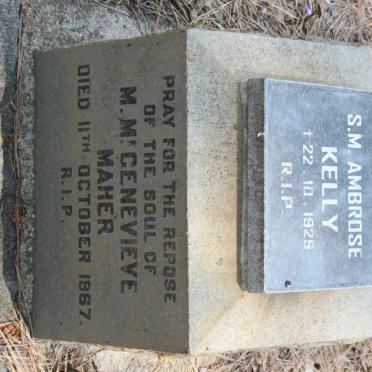 PRAY FOR THE REPOSE
OF THE SOUL OF
M. Mc GENEVIEVE
MAHER
DIED 11TH OCTOBER 1967.
R.I.P.
S.M. AMBROSE
KELLY
† 22.10.1925
R.I.P